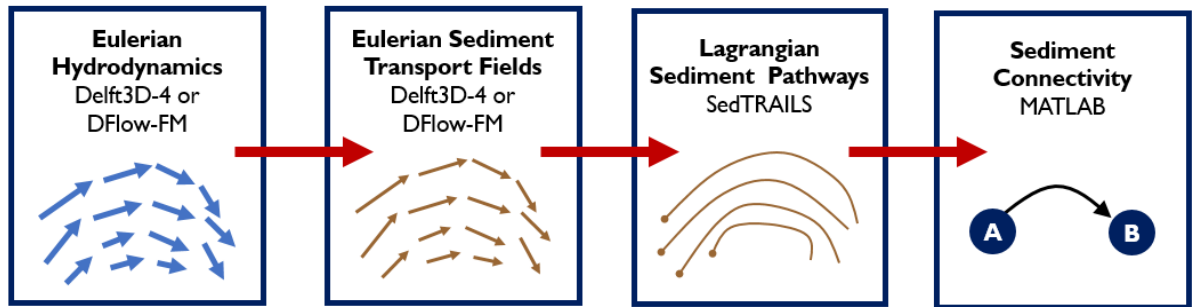 Eulerian
Hydrodynamics
Delft3D-4 or
DFlow-FM
Eulerian Sediment
Transport Fields
Delft3D-4 or
DFlow-FM
Lagrangian
Sediment Pathways
SedTRAILS
Sediment
Connectivity
MATLAB
A
B